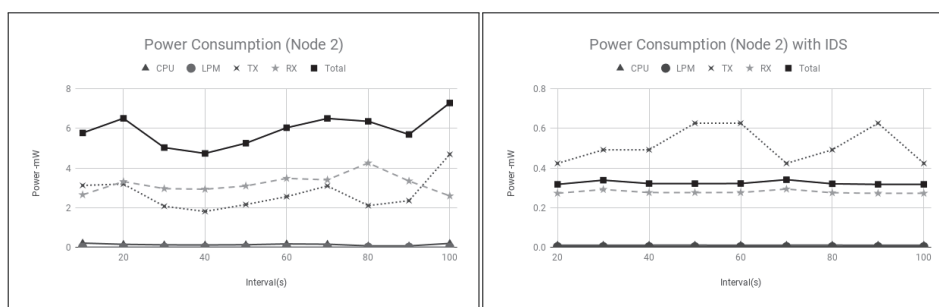 Power Consumption (Node 2)
CPU LPM TX RX Total
8
6
4
2
0
Power -mW
20 40 60 80 100
Interval(s)
Power Consumption (Node 2) with IDS
CPU LPM TX RX Total
0.8
0.6
0.4
0.2
0.0
Power -mW
20 40 60 80 100
Interval(s)